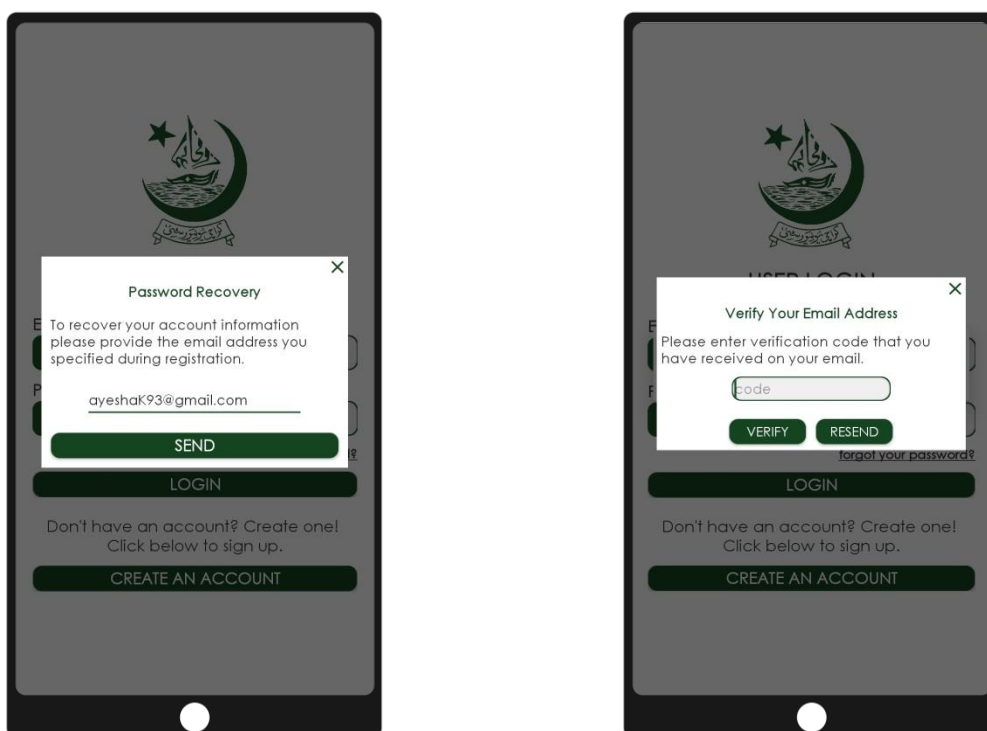 Password Recovery
To recover your account information
please provide the email address you
specified during registration.
ayeshaK93@gmail.com
SEND
LOGIN
Don't have an account? Create one!
Click below to sign up.
CREATE AN ACCOUNT
Verify Your Email Address
Please enter verification code that you
have received on your email.
code
VERIFY
RESEND
forgot your password?
LOGIN
Don't have an account? Create one!
Click below to sign up.
CREATE AN ACCOUNT